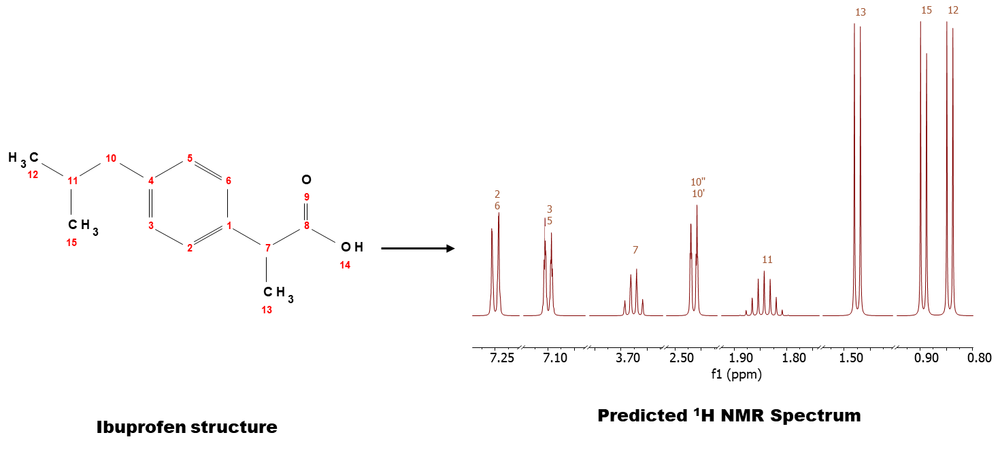 13 15 12
2
6
3
5
10"
10'
7
11
H3C
12
11
10
4
5
6
3
2
1
CH3
15
O
9
8
7
OH
14
CH3
13
7.25 7.10 3.70 2.50 1.90 1.80 1.50 0.90 0.80
f1 (ppm)
Ibuprofen structure
Predicted ¹H NMR Spectrum